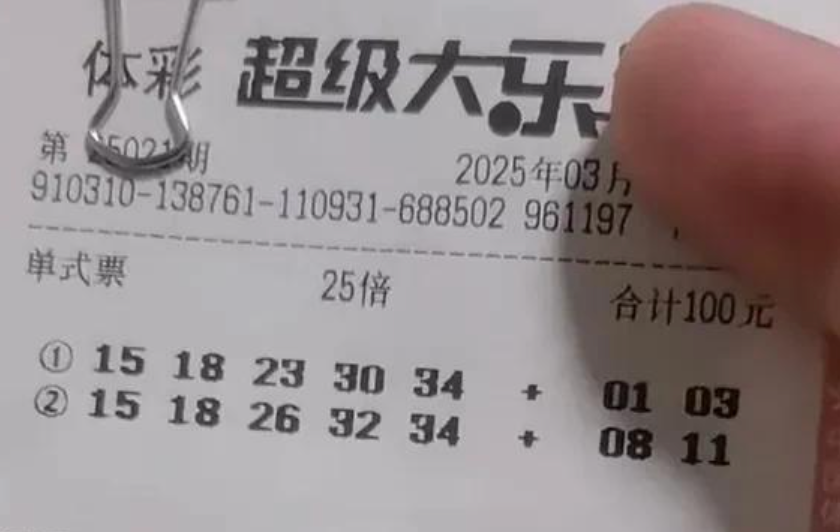 体彩 超级大乐
第 25021期 2025年03月
910310-138761-110931-688502 961197
单式票 25倍 合计100元
① 15 18 23 30 34 + 01 03
② 15 18 26 32 34 + 08 11